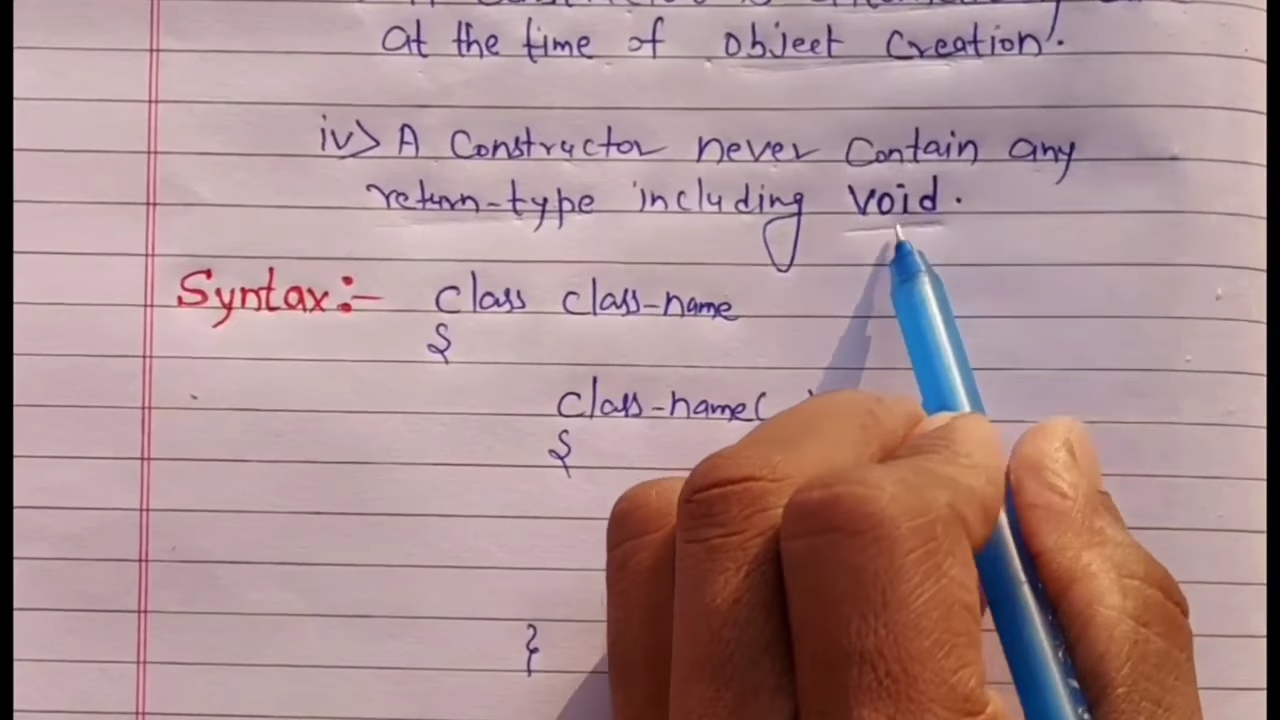 at the time of object Creation.
iv> A Constructor never Contain any
return-type including void.
Syntax:- Class Class-name
{
Class-name(
{
}